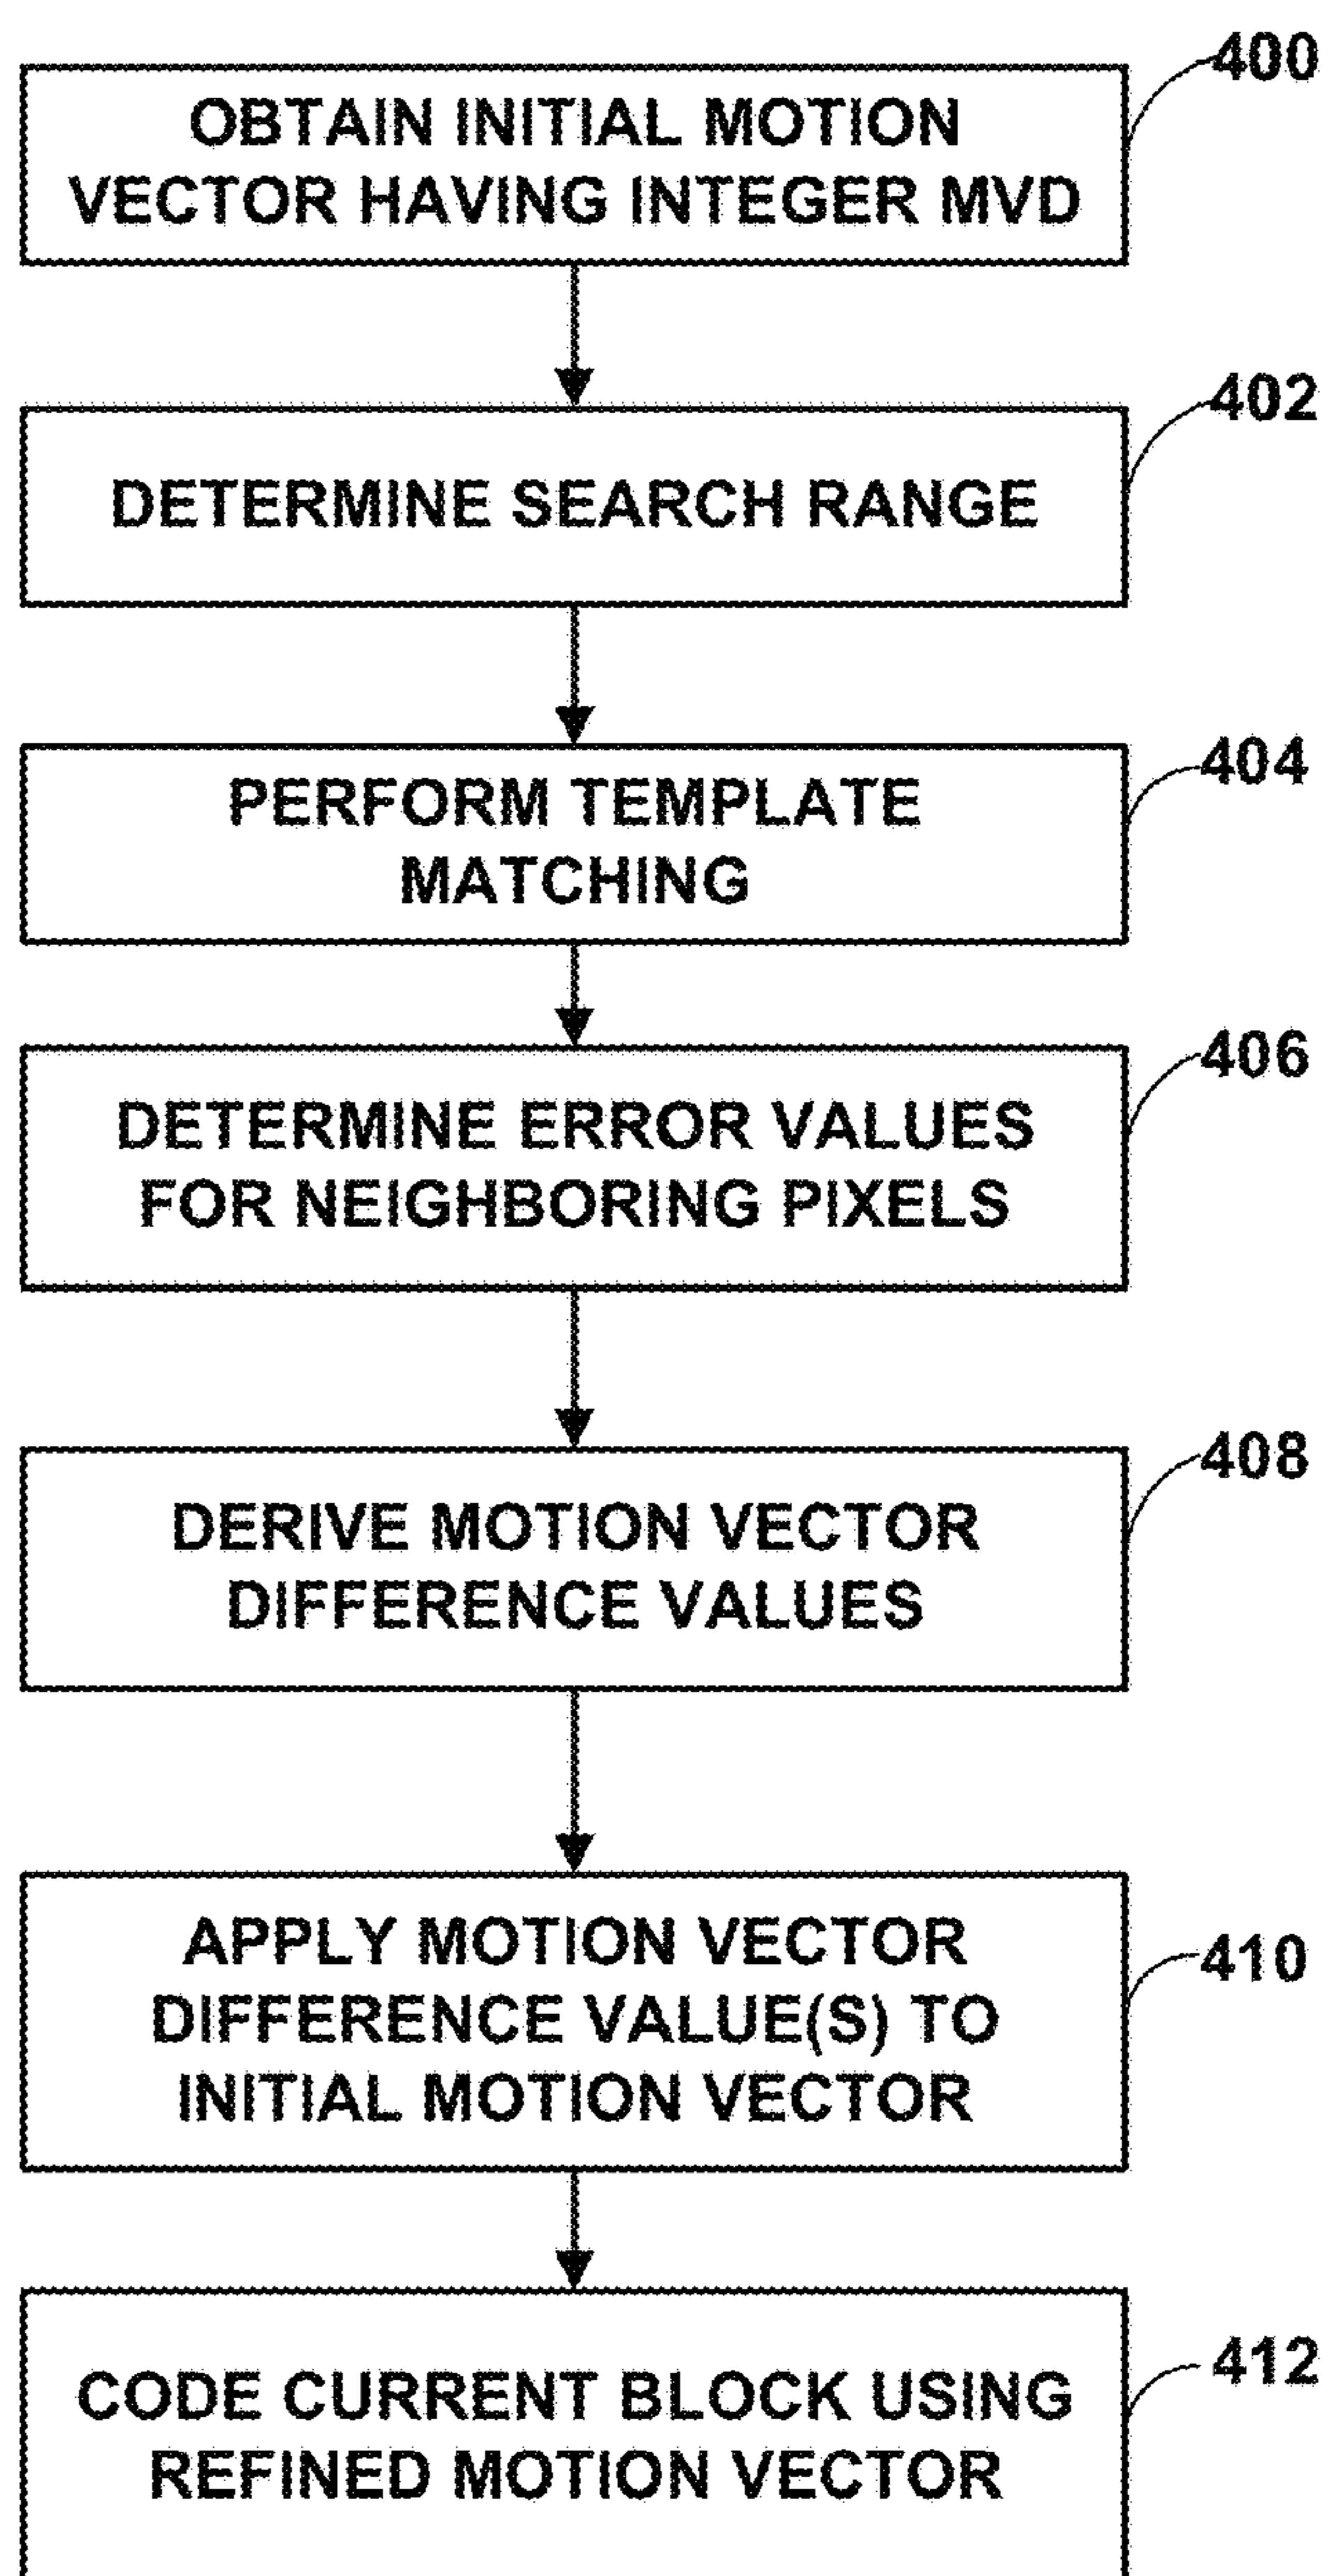 400
OBTAIN INITIAL MOTION
VECTOR HAVING INTEGER MVD
402
DETERMINE SEARCH RANGE
404
PERFORM TEMPLATE
MATCHING
406
DETERMINE ERROR VALUES
FOR NEIGHBORING PIXELS
408
DERIVE MOTION VECTOR
DIFFERENCE VALUES
410
APPLY MOTION VECTOR
DIFFERENCE VALUE(S) TO
INITIAL MOTION VECTOR
412
CODE CURRENT BLOCK USING
REFINED MOTION VECTOR